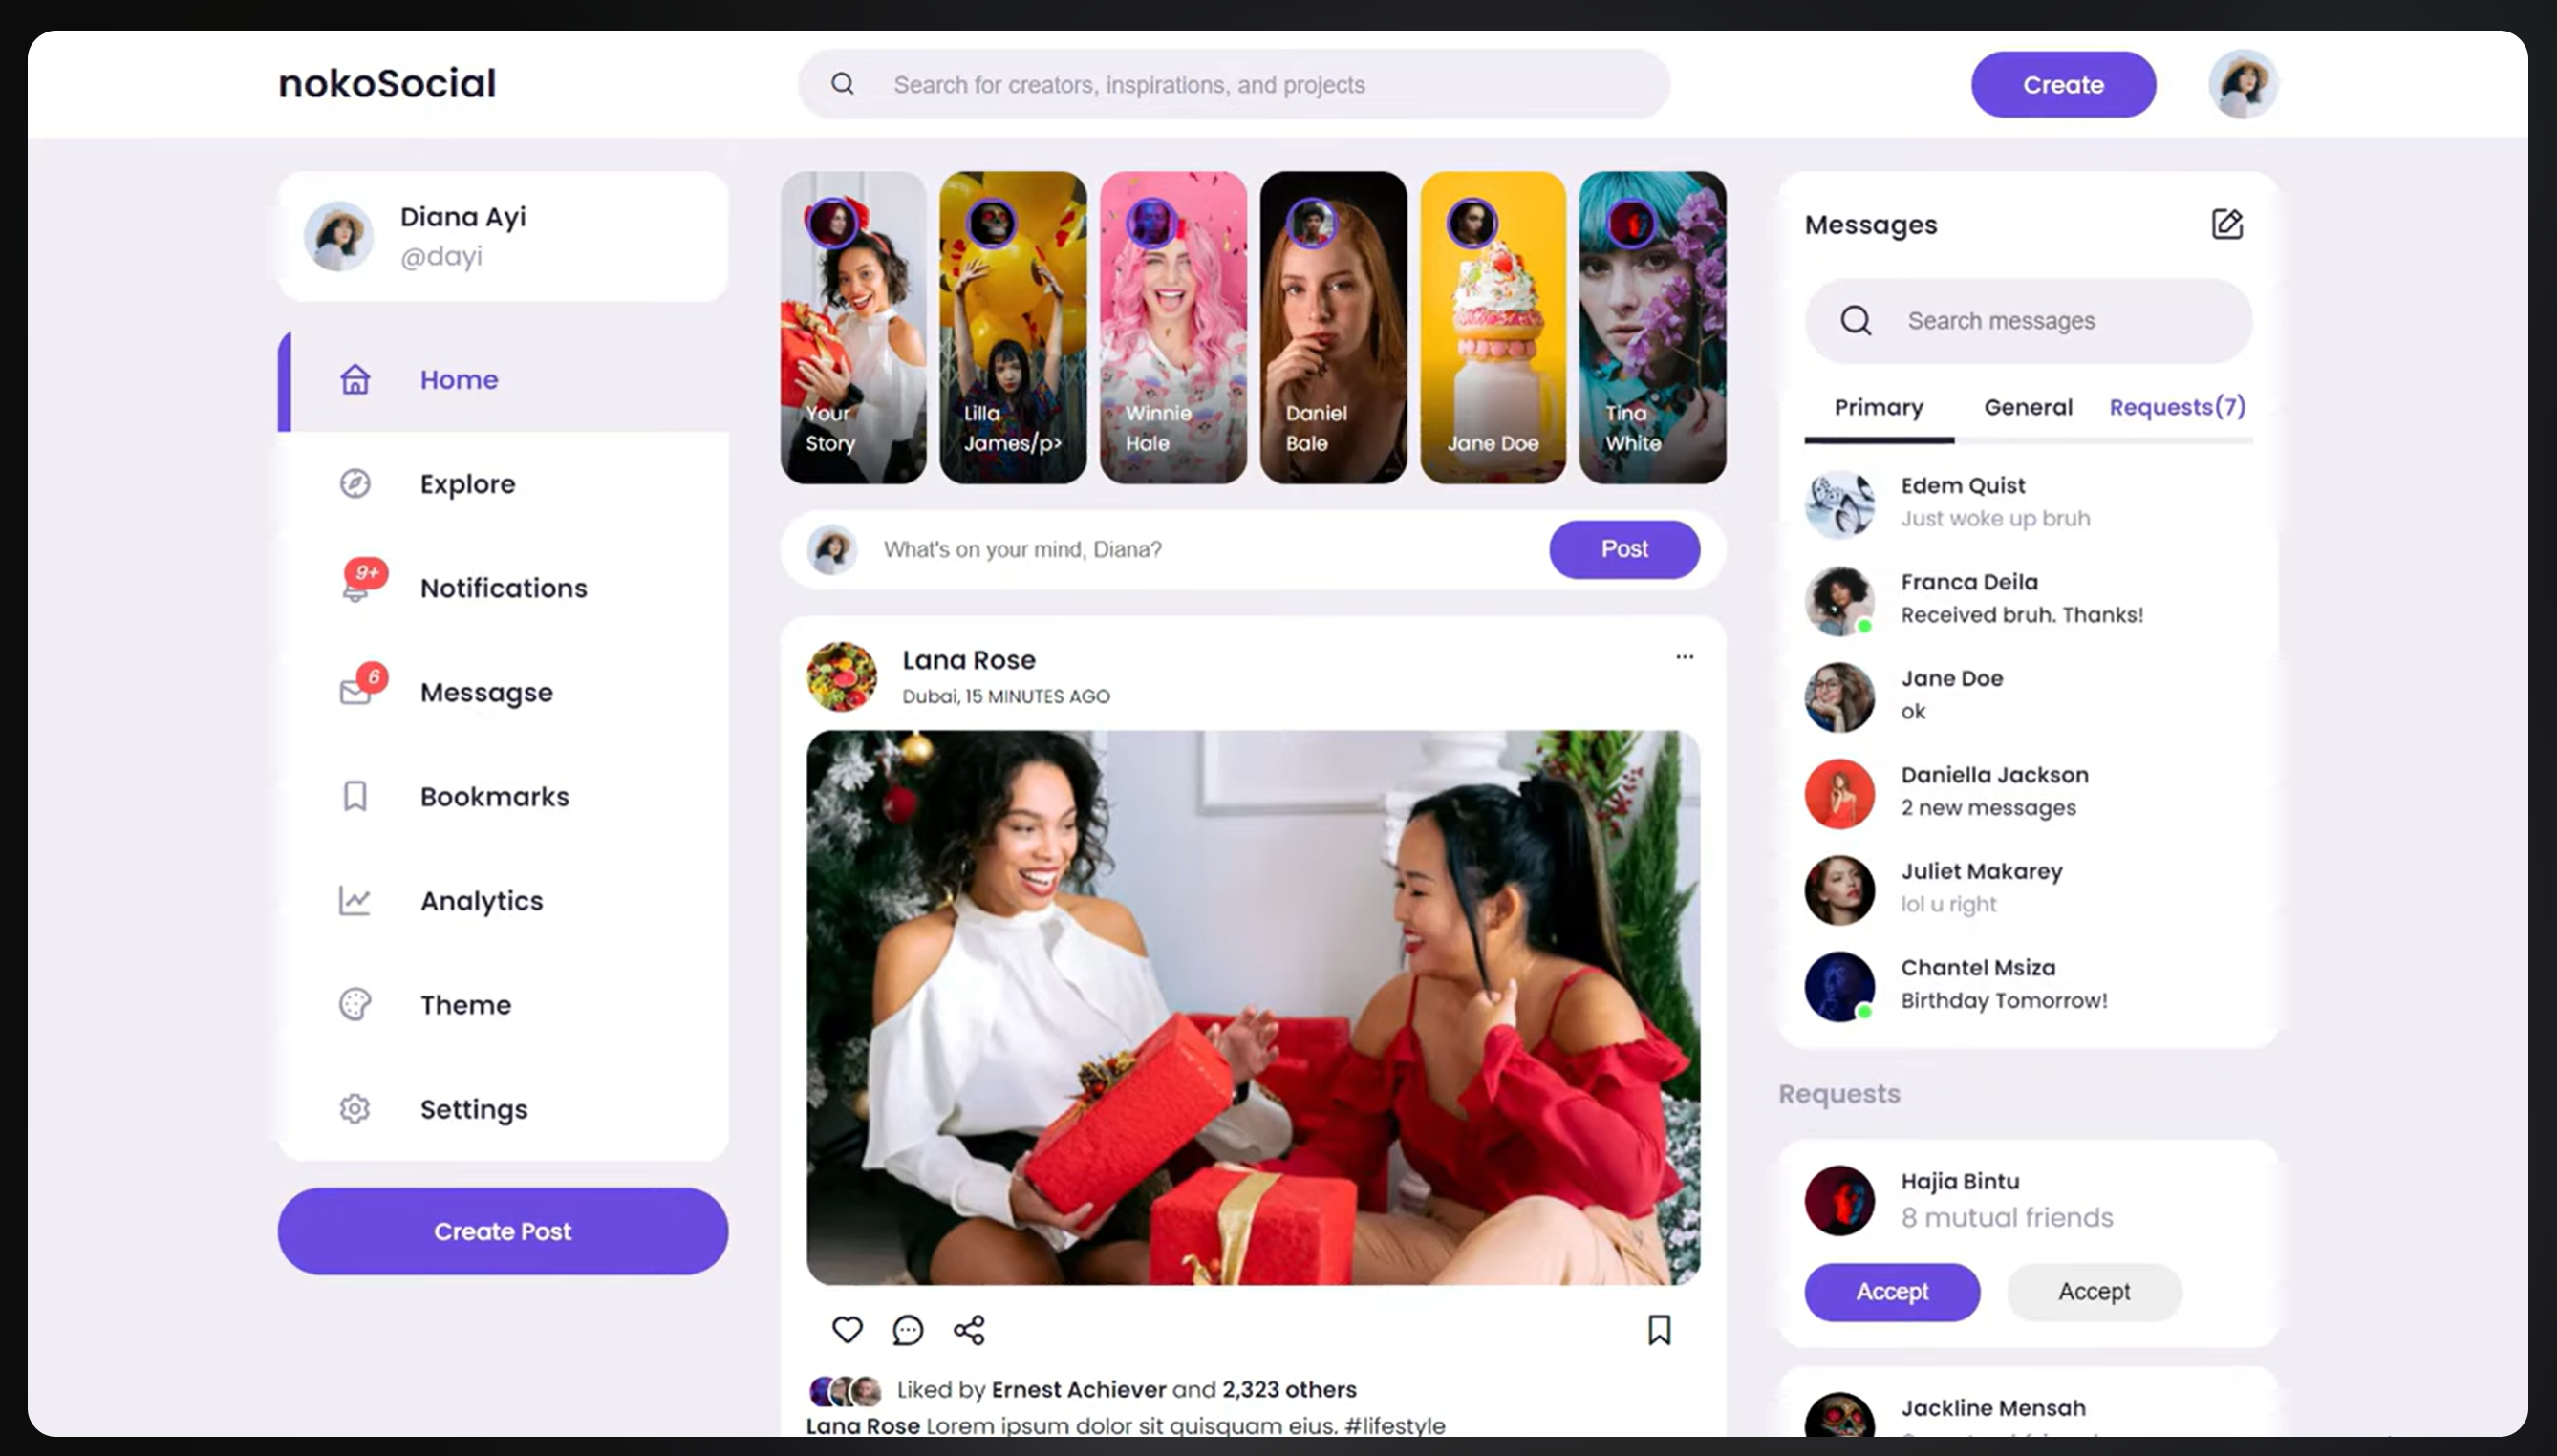 nokoSocial
Search for creators, inspirations, and projects
Create
Diana Ayi
@dayi
Home
Explore
9+
Notifications
6
Messagse
Bookmarks
Analytics
Theme
Settings
Create Post
Your
Story
Lilla
James/p>
Winnie
Hale
Daniel
Bale
Jane Doe
Tina
White
What's on your mind, Diana?
Post
Lana Rose
Dubai, 15 MINUTES AGO
Liked by Ernest Achiever and 2,323 others
Lana Rose Lorem ipsum dolor sit quisquam eius. #lifestyle
Messages
Search messages
Primary General Requests(7)
Edem Quist
Just woke up bruh
Franca Deila
Received bruh. Thanks!
Jane Doe
ok
Daniella Jackson
2 new messages
Juliet Makarey
lol u right
Chantel Msiza
Birthday Tomorrow!
Requests
Hajia Bintu
8 mutual friends
Accept Accept
Jackline Mensah